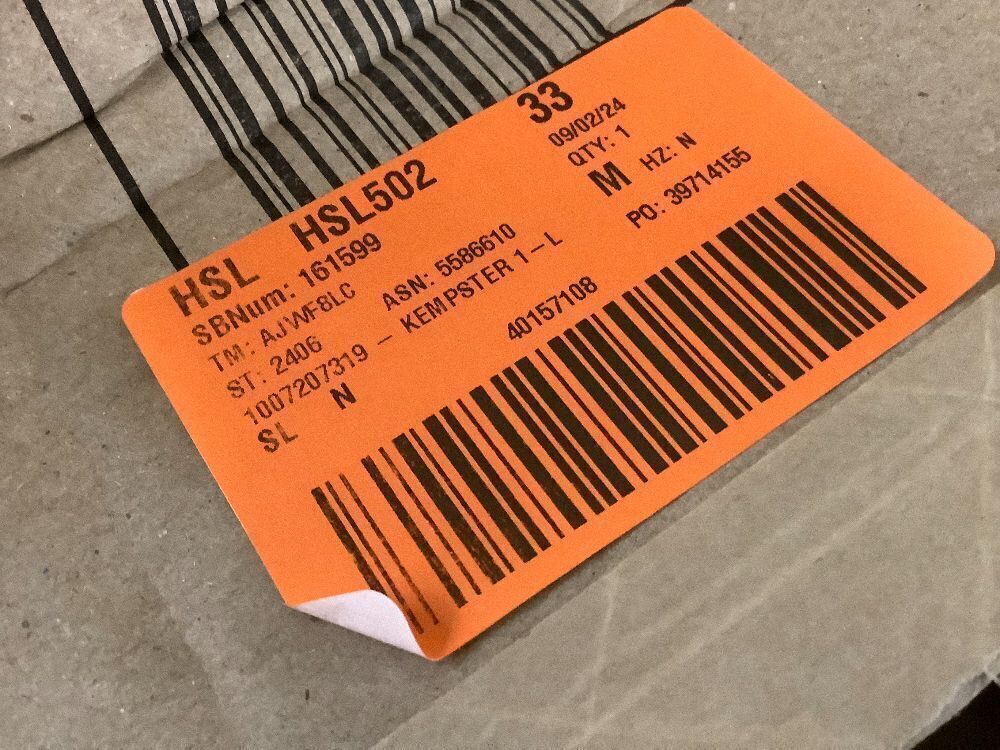 HSL HSL502 33
SBNum: 161599 09/02/24
TM: AJWF8LC QTY: 1
ST: 2406 ASN: 5586610 M HZ: N
1007207319 - KEMPSTER 1-L PO: 39714155
SL N
40157108